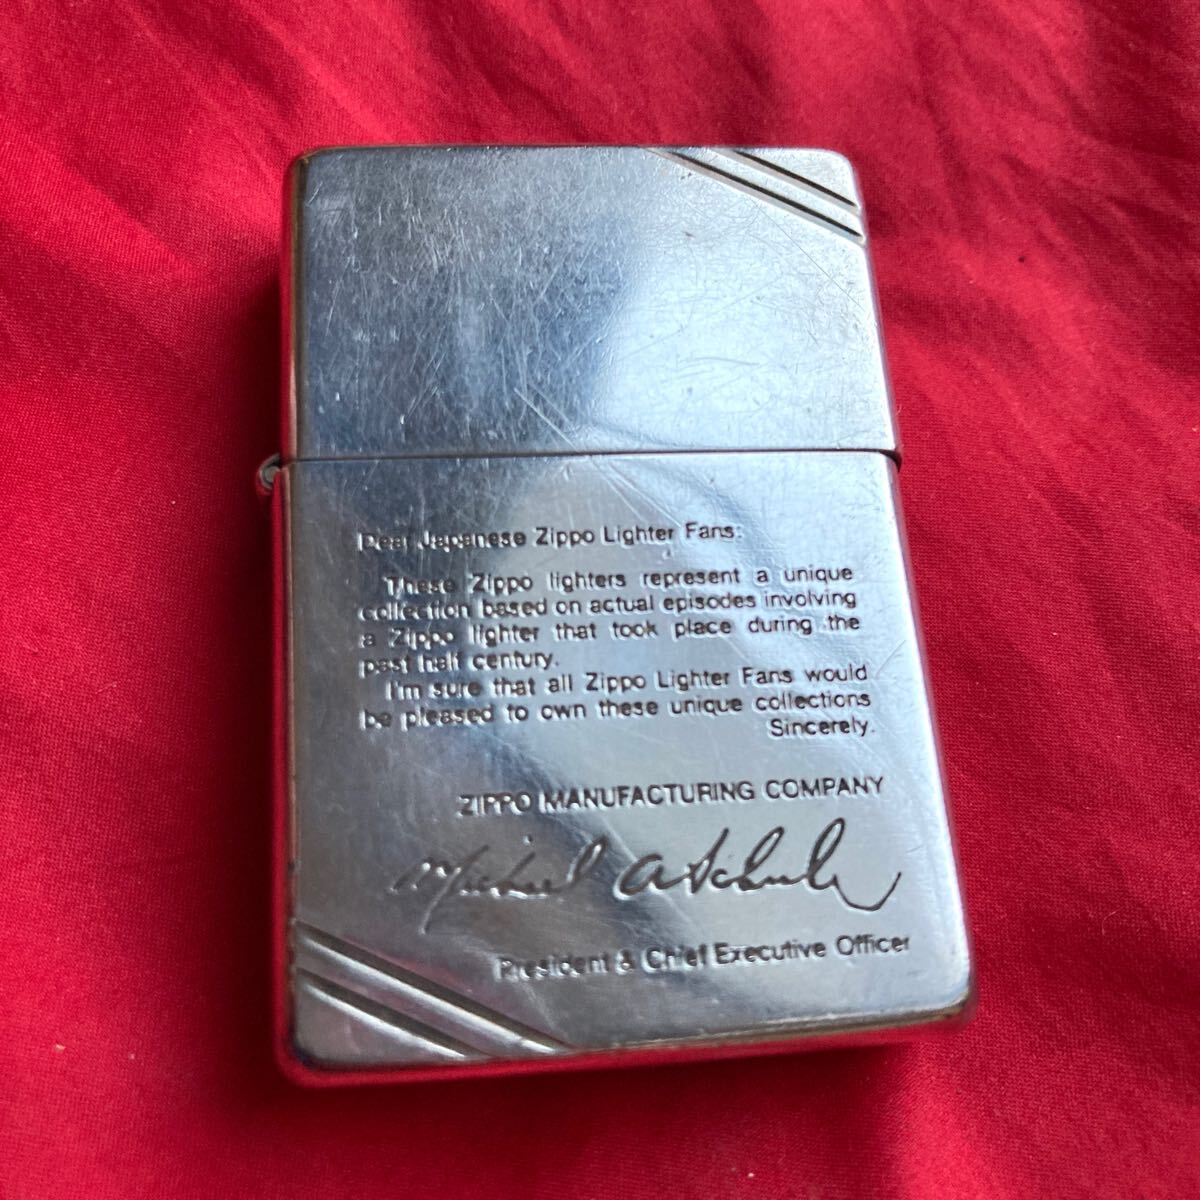 Dear Japanese Zippo Lighter Fans:
These Zippo lighters represent a unique
collection based on actual episodes involving
a Zippo lighter that took place during the
past half century.
I'm sure that all Zippo Lighter Fans would
be pleased to own these unique collections
Sincerely.
ZIPPO MANUFACTURING COMPANY
Michael A Schuler
President & Chief Executive Officer